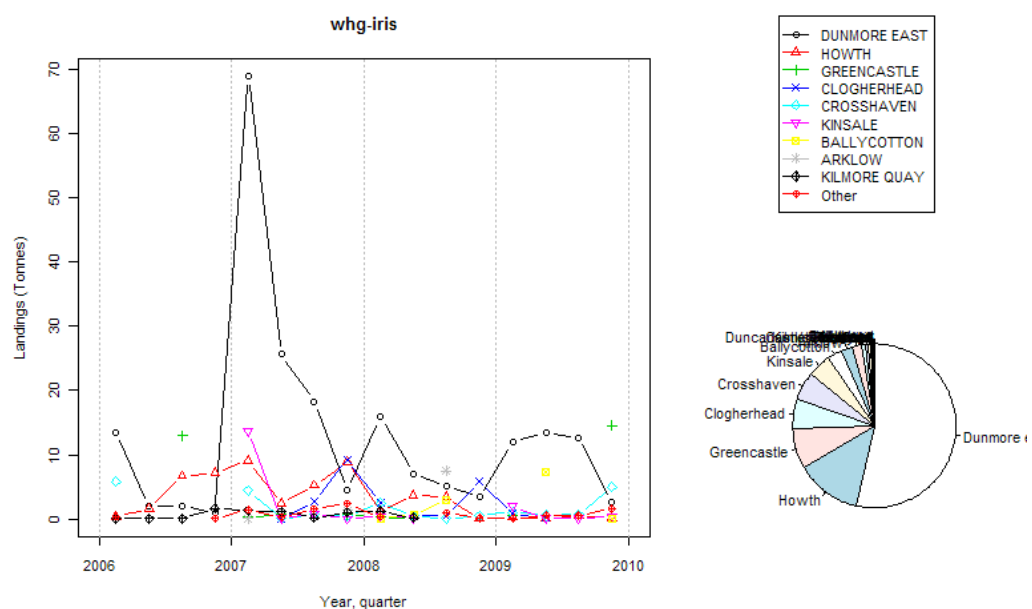 whg-iris
Landings (Tonnes)
70
60
50
40
30
20
10
0
2006 2007 2008 2009 2010
Year, quarter
DUNMORE EAST
HOWTH
GREENCASTLE
CLOGHERHEAD
CROSSHAVEN
KINSALE
BALLYCOTTON
ARKLOW
KILMORE QUAY
Other
Ballycotton
Kinsale
Crosshaven
Clogherhead
Greencastle
Howth
Dunmore e